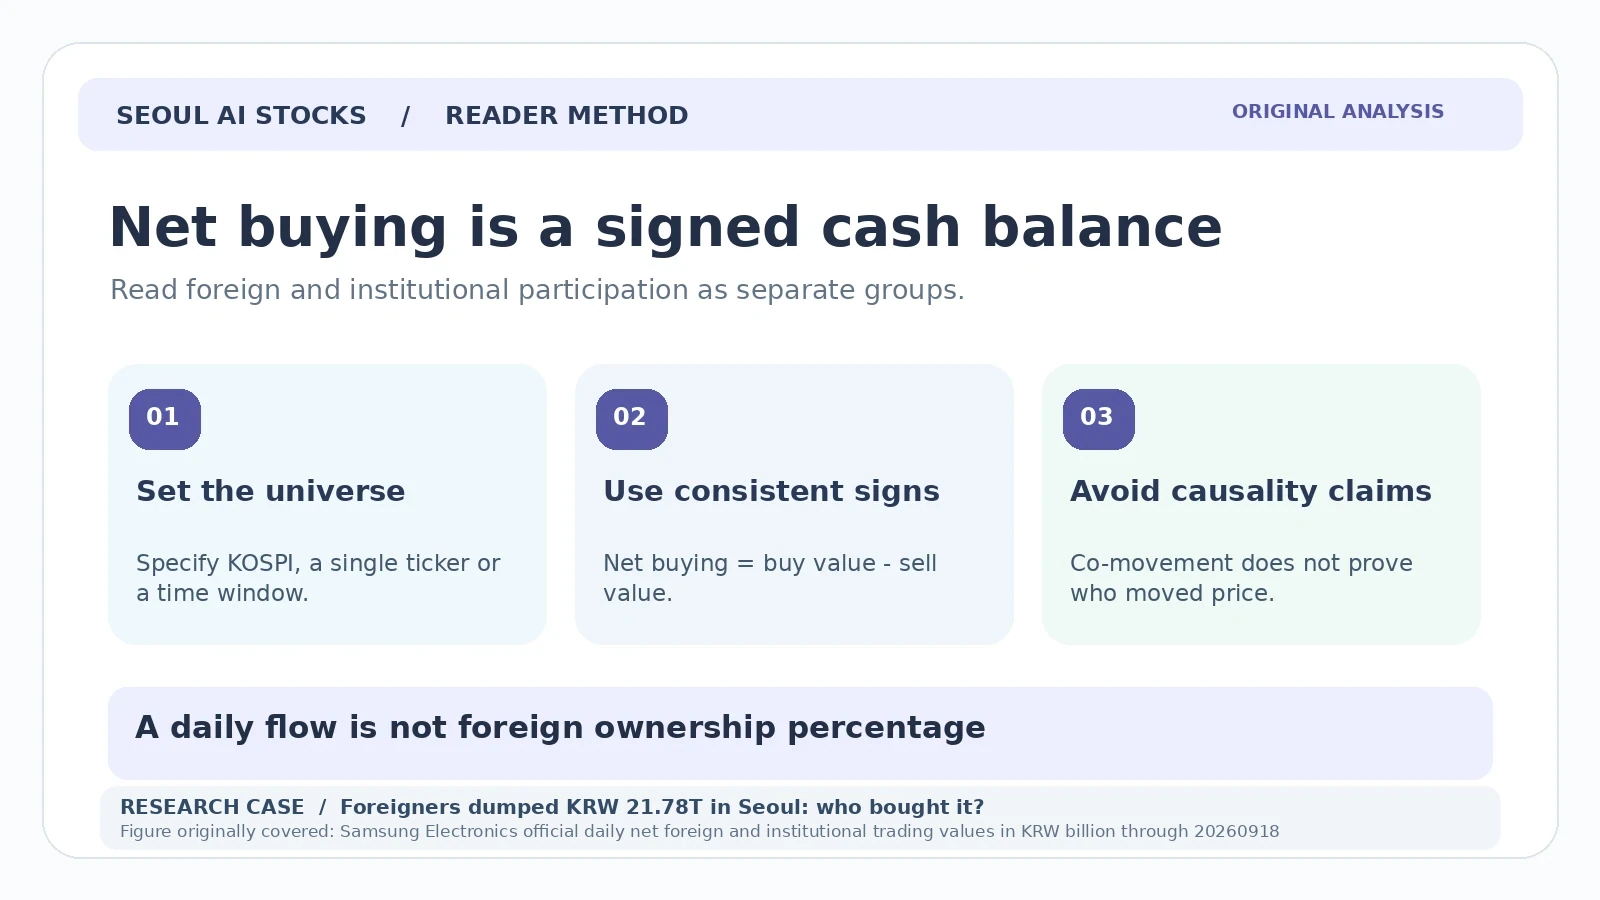 SEOUL AI STOCKS / READER METHOD
ORIGINAL ANALYSIS
Net buying is a signed cash balance
Read foreign and institutional participation as separate groups.
01
Set the universe
Specify KOSPI, a single ticker or
a time window.
02
Use consistent signs
Net buying = buy value - sell
value.
03
Avoid causality claims
Co-movement does not prove
who moved price.
A daily flow is not foreign ownership percentage
RESEARCH CASE / Foreigners dumped KRW 21.78T in Seoul: who bought it?
Figure originally covered: Samsung Electronics official daily net foreign and institutional trading values in KRW billion through 20260918